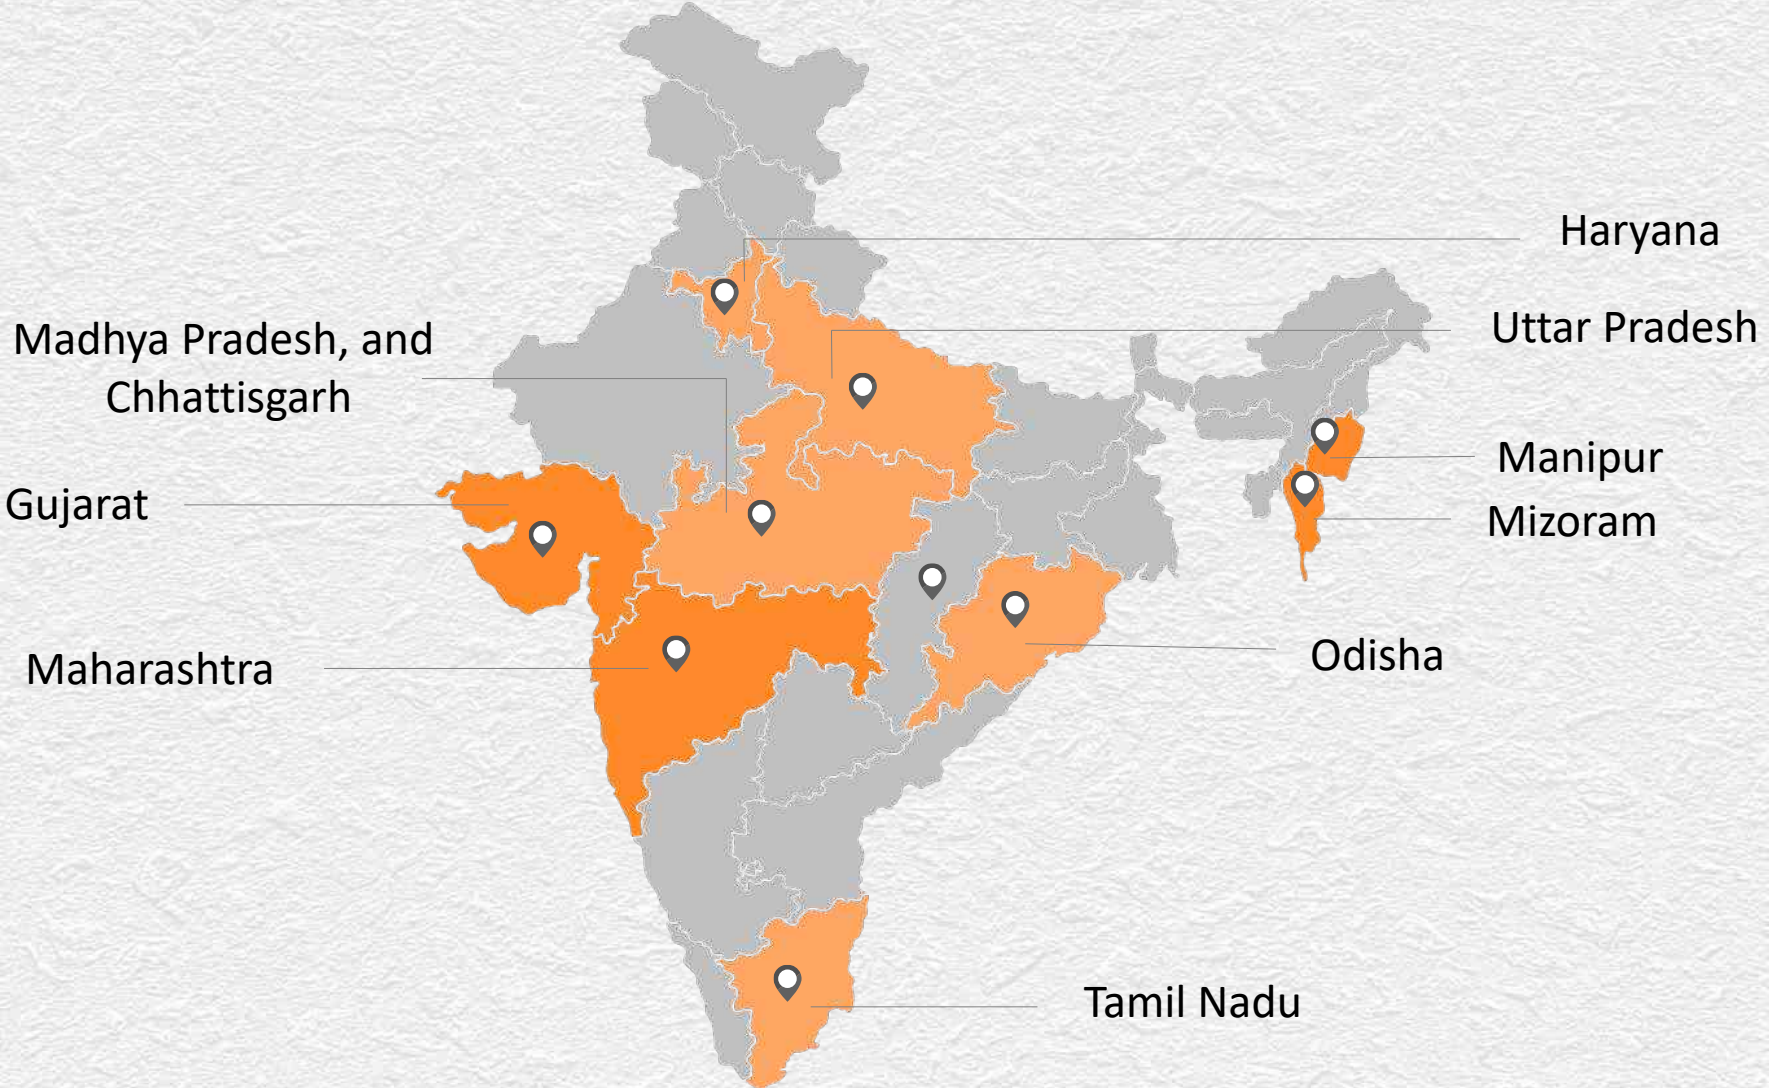 Haryana
Uttar Pradesh
Madhya Pradesh, and
Chhattisgarh
Manipur
Gujarat
Mizoram
Odisha
Maharashtra
Tamil Nadu